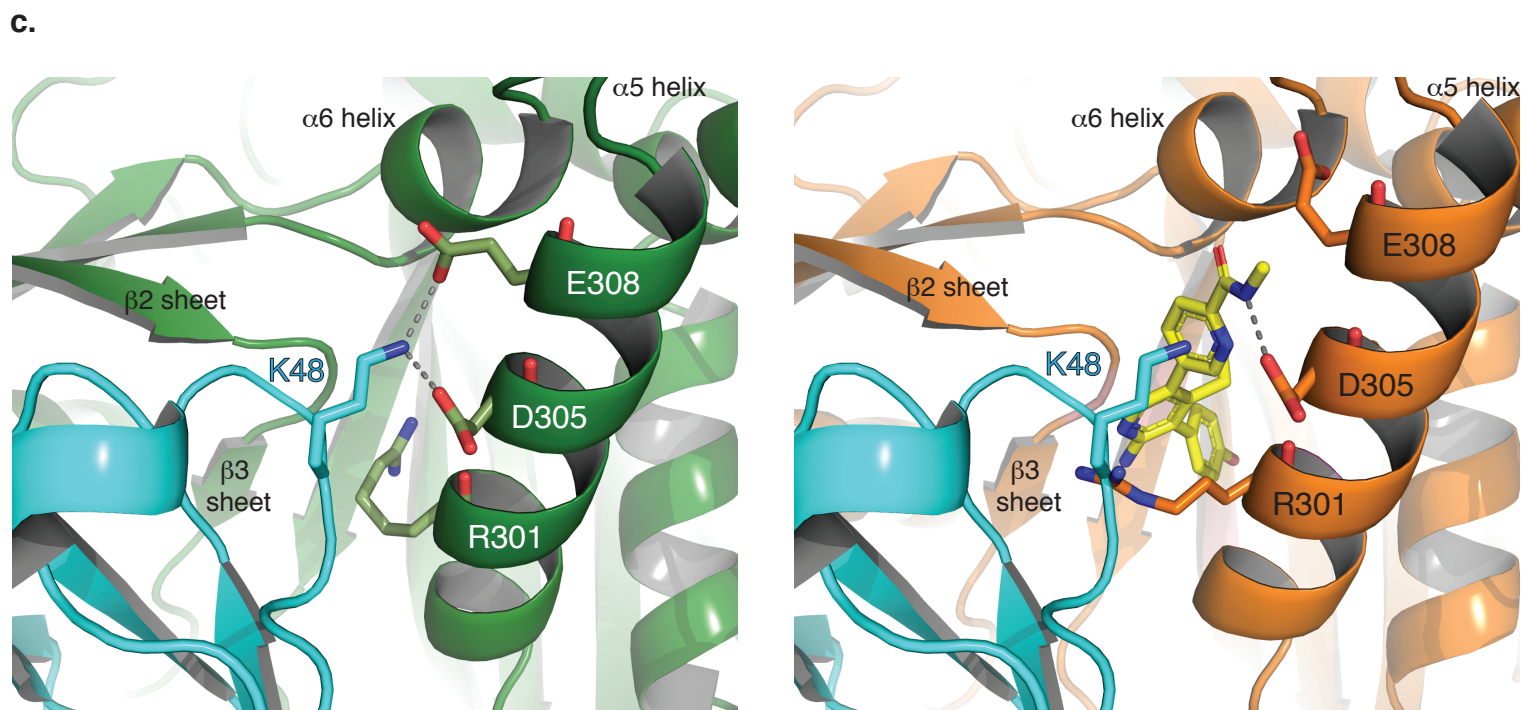 c.
α5 helix
α6 helix
E308
β2 sheet
K48
D305
β3
sheet
R301
α5 helix
α6 helix
E308
β2 sheet
K48
D305
β3
sheet
R301